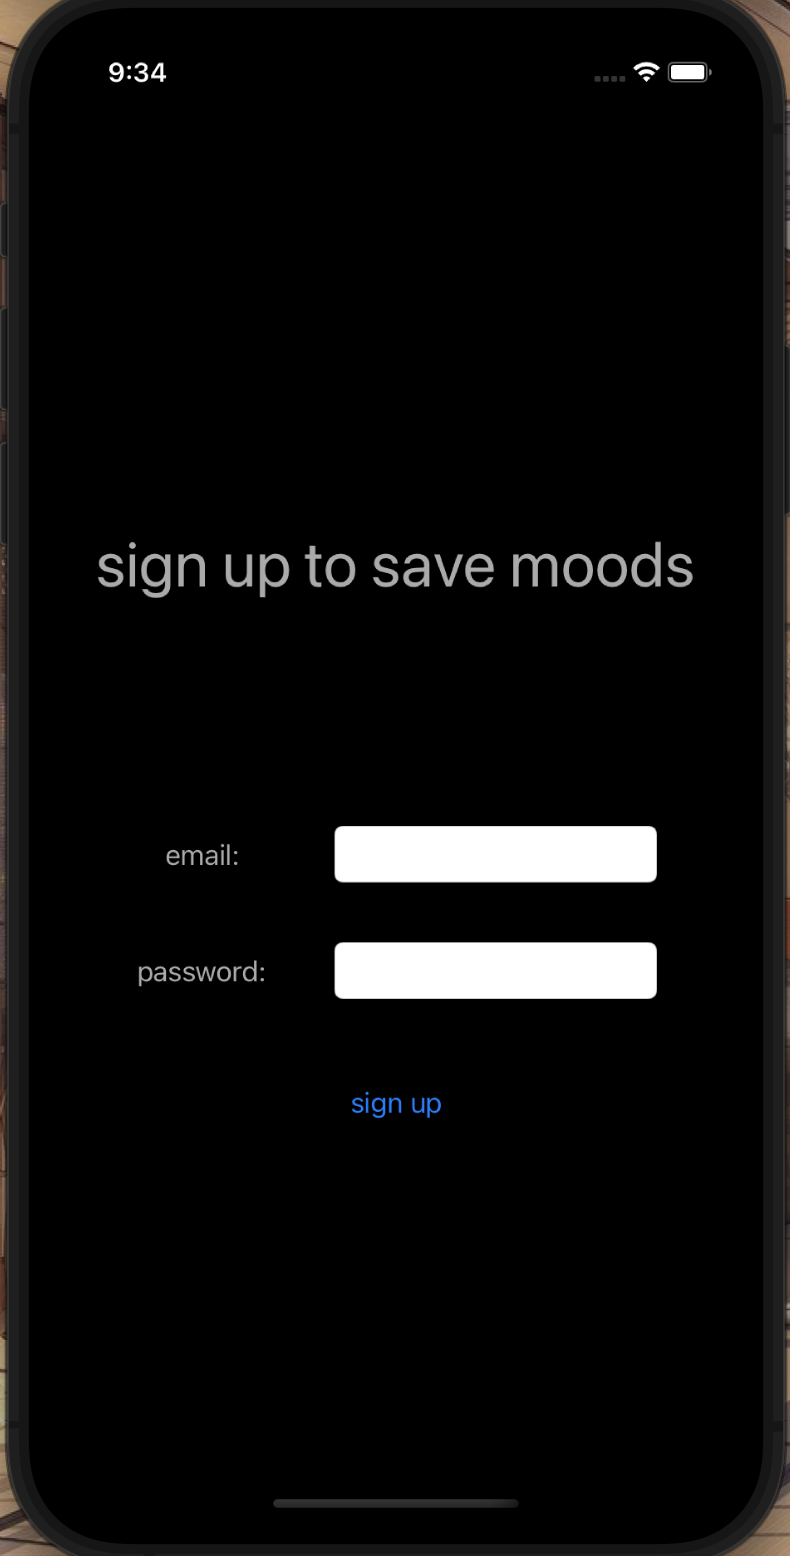 9:34
sign up to save moods
email:
password:
sign up